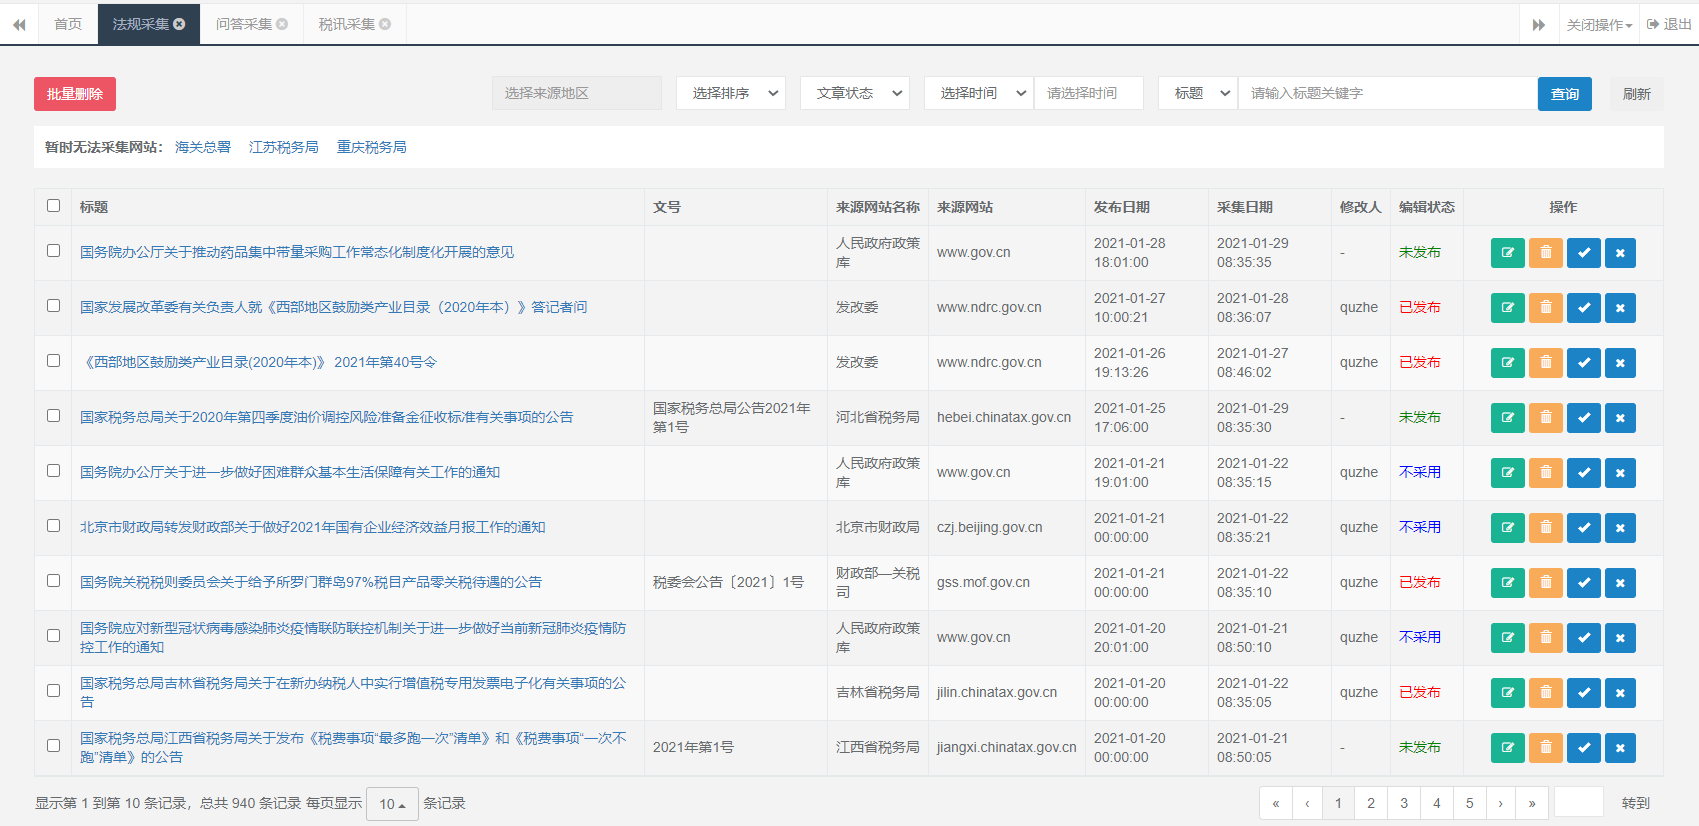 首页 法规采集 问答采集 税讯采集 关闭操作 退出
批量删除 选择来源地区 选择排序 文章状态 选择时间 请选择时间 标题 请输入标题关键字 查询 刷新
暂时无法采集网站： 海关总署 江苏税务局 重庆税务局
标题 文号 来源网站名称 来源网站 发布日期 采集日期 修改人 编辑状态 操作
国务院办公厅关于推动药品集中带量采购工作常态化制度化开展的意见 人民政府政策 www.gov.cn 2021-01-28 2021-01-29 - 未发布
库 18:01:00 08:35:35
国家发展改革委有关负责人就《西部地区鼓励类产业目录（2020年本）》答记者问 发改委 www.ndrc.gov.cn 2021-01-27 2021-01-28 quzhe 已发布
10:00:21 08:36:07
《西部地区鼓励类产业目录(2020年本)》 2021年第40号令 发改委 www.ndrc.gov.cn 2021-01-26 2021-01-27 quzhe 已发布
19:13:26 08:46:02
国家税务总局关于2020年第四季度油价调控风险准备金征收标准有关事项的公告 国家税务总局公告2021年 河北省税务局 hebei.chinatax.gov.cn 2021-01-25 2021-01-29 - 未发布
第1号 17:06:00 08:35:30
国务院办公厅关于进一步做好困难群众基本生活保障有关工作的通知 人民政府政策 www.gov.cn 2021-01-21 2021-01-22 quzhe 不采用
库 19:01:00 08:35:15
北京市财政局转发财政部关于做好2021年国有企业经济效益月报工作的通知 北京市财政局 czj.beijing.gov.cn 2021-01-21 2021-01-22 quzhe 不采用
00:00:00 08:35:21
国务院关税税则委员会关于给予所罗门群岛97%税目产品零关税待遇的公告 税委会公告〔2021〕1号 财政部—关税 gss.mof.gov.cn 2021-01-21 2021-01-22 quzhe 已发布
司 00:00:00 08:35:10
国务院应对新型冠状病毒感染肺炎疫情联防联控机制关于进一步做好当前新冠肺炎疫情防 人民政府政策 www.gov.cn 2021-01-20 2021-01-21 quzhe 不采用
控工作的通知 库 20:01:00 08:50:10
国家税务总局吉林省税务局关于在新办纳税人中实行增值税专用发票电子化有关事项的公 吉林省税务局 jilin.chinatax.gov.cn 2021-01-20 2021-01-22 quzhe 已发布
告 00:00:00 08:35:05
国家税务总局江西省税务局关于发布《税费事项“最多跑一次”清单》和《税费事项“一次不 2021年第1号 江西省税务局 jiangxi.chinatax.gov.cn 2021-01-20 2021-01-21 - 未发布
跑”清单》的公告 00:00:00 08:50:05
显示第 1 到第 10 条记录，总共 940 条记录 每页显示 10 条记录 « ‹ 1 2 3 4 5 › » 转到